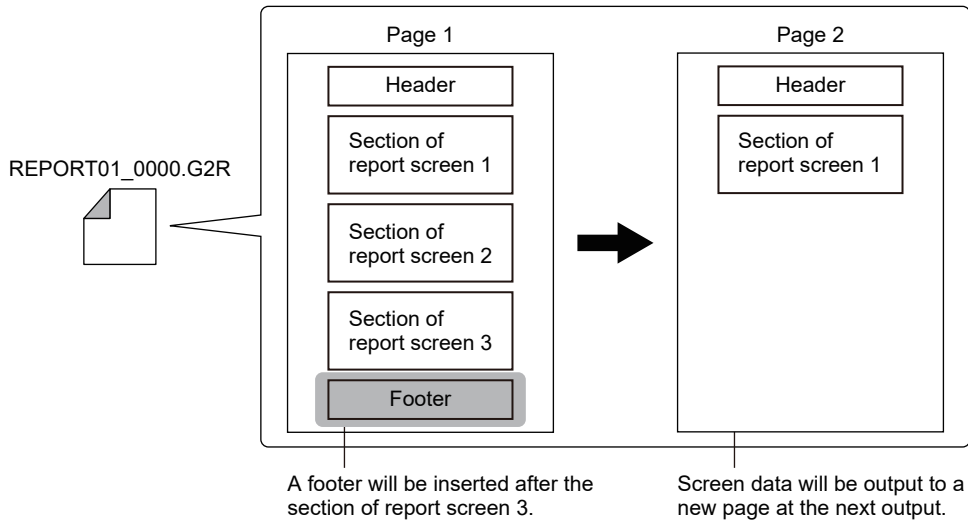 Page 1
Page 2
REPORT01_0000.G2R
Header
Section of
report screen 1
Section of
report screen 2
Section of
report screen 3
Footer
Header
Section of
report screen 1
A footer will be inserted after the
section of report screen 3.
Screen data will be output to a
new page at the next output.